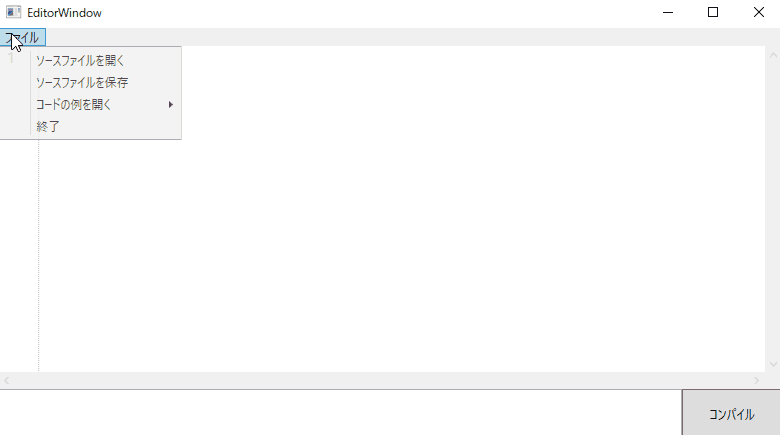 EditorWindow
ファイル
1
ソースファイルを開く
ソースファイルを保存
コードの例を開く
終了
コンパイル